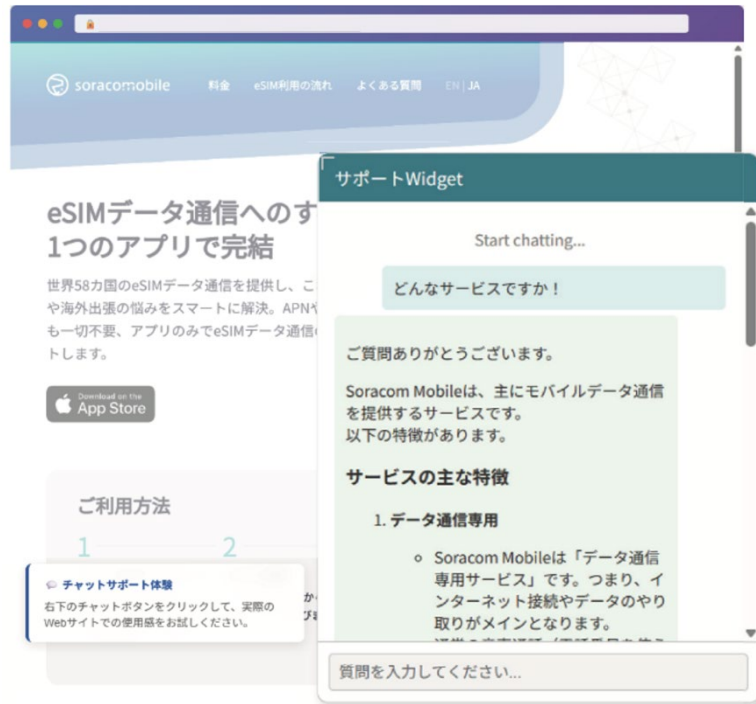 soracomobile
料金
eSIM利用の流れ
よくある質問
EN | JA
eSIMデータ通信へのす
1つのアプリで完結
世界58カ国のeSIMデータ通信を提供し、こ
や海外出張の悩みをスマートに解決。APNや
も一切不要、アプリのみでeSIMデータ通信の
トします。
Download on the
App Store
ご利用方法
1
2
チャットサポート体験
右下のチャットボタンをクリックして、実際の
Webサイトでの使用感をお試しください。
か
サポートWidget
Start chatting...
どんなサービスですか！
ご質問ありがとうございます。
Soracom Mobileは、主にモバイルデータ通信
を提供するサービスです。
以下の特徴があります。
サービスの主な特徴
1. データ通信専用
Soracom Mobileは「データ通信
専用サービス」です。つまり、イ
ンターネット接続やデータのやり
取りがメインとなります。
質問を入力してください...